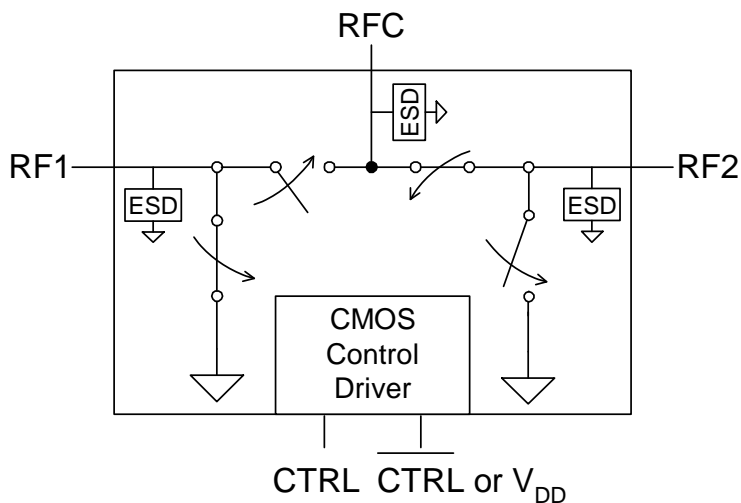 RFC
ESD
RF1
RF2
ESD
ESD
CMOS
Control
Driver
CTRL CTRL or VDD